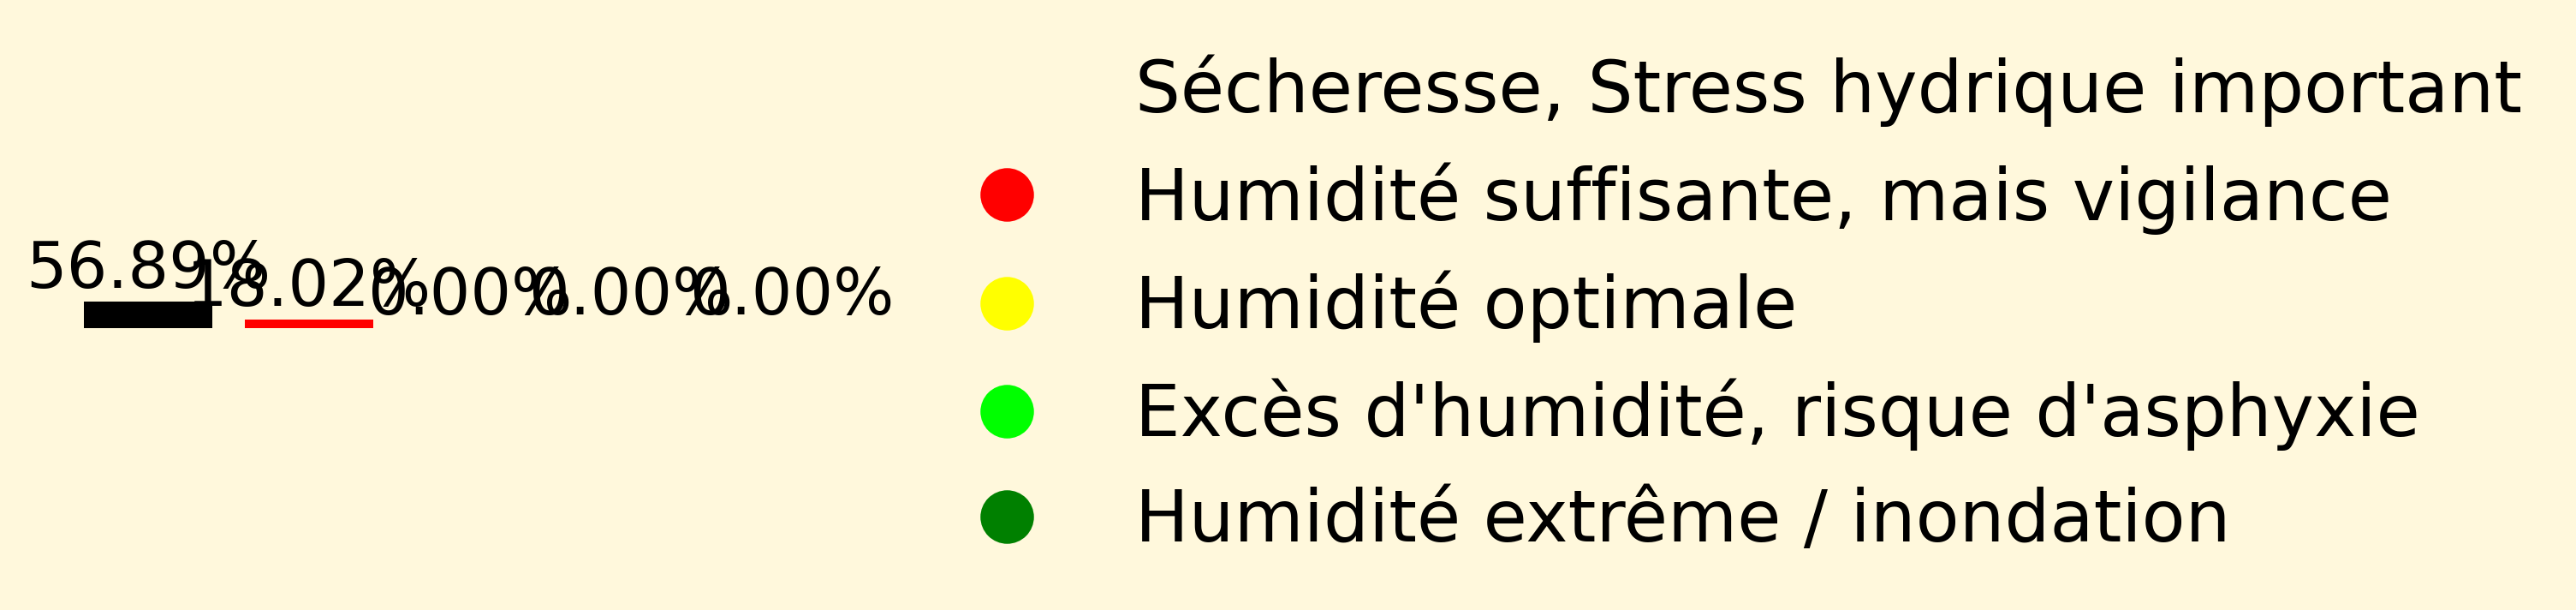 56.89%
18.02%
0.00%
0.00%
0.00%
Sécheresse, Stress hydrique important
Humidité suffisante, mais vigilance
Humidité optimale
Excès d'humidité, risque d'asphyxie
Humidité extrême / inondation